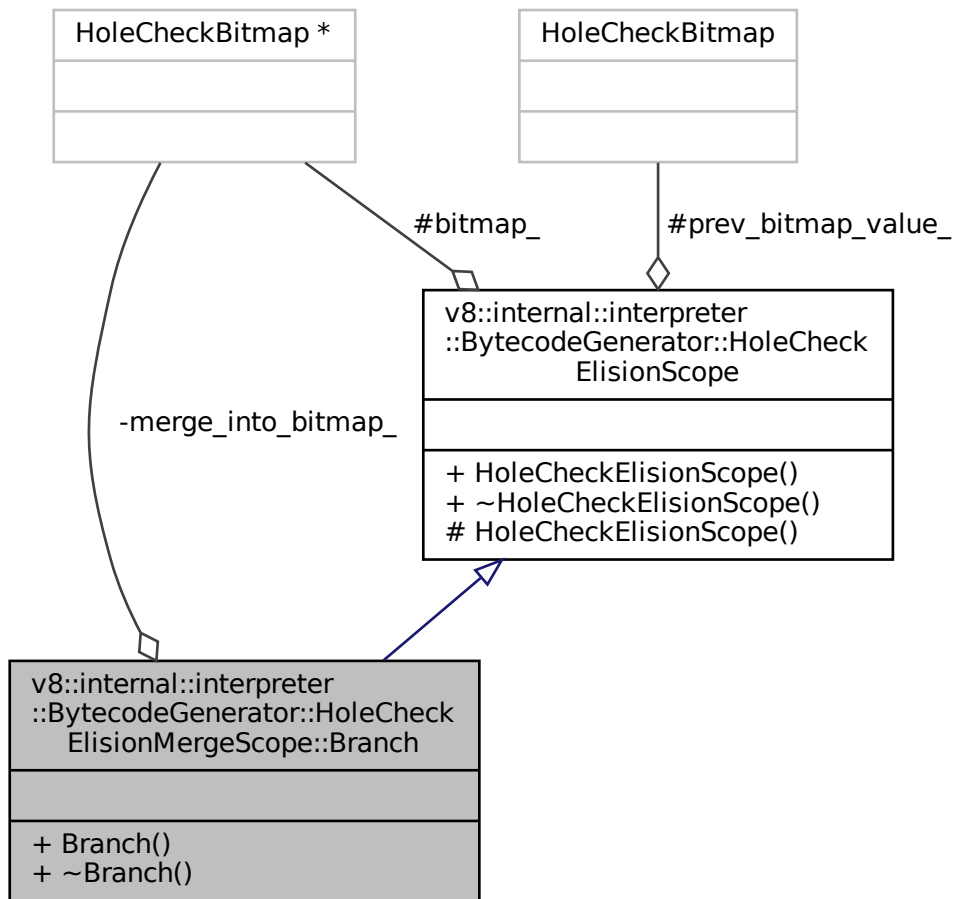 HoleCheckBitmap *
HoleCheckBitmap
#bitmap_
#prev_bitmap_value_
v8::internal::interpreter
::BytecodeGenerator::HoleCheck
ElisionScope
-merge_into_bitmap_
+ HoleCheckElisionScope()
+ ~HoleCheckElisionScope()
# HoleCheckElisionScope()
v8::internal::interpreter
::BytecodeGenerator::HoleCheck
ElisionMergeScope::Branch
+ Branch()
+ ~Branch()